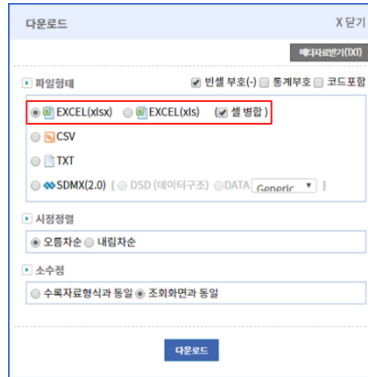 다운로드 X 닫기
메타자료받기(TXT)
파일형태 빈셀 부호(-) 통계부호 코드포함
EXCEL(xlsx) EXCEL(xls) (셀 병합)
CSV
TXT
SDMX(2.0) [ DSD (데이터구조) DATA Generic ]
시점정렬
오름차순 내림차순
소수점
수록자료형식과 동일 조회화면과 동일
다운로드